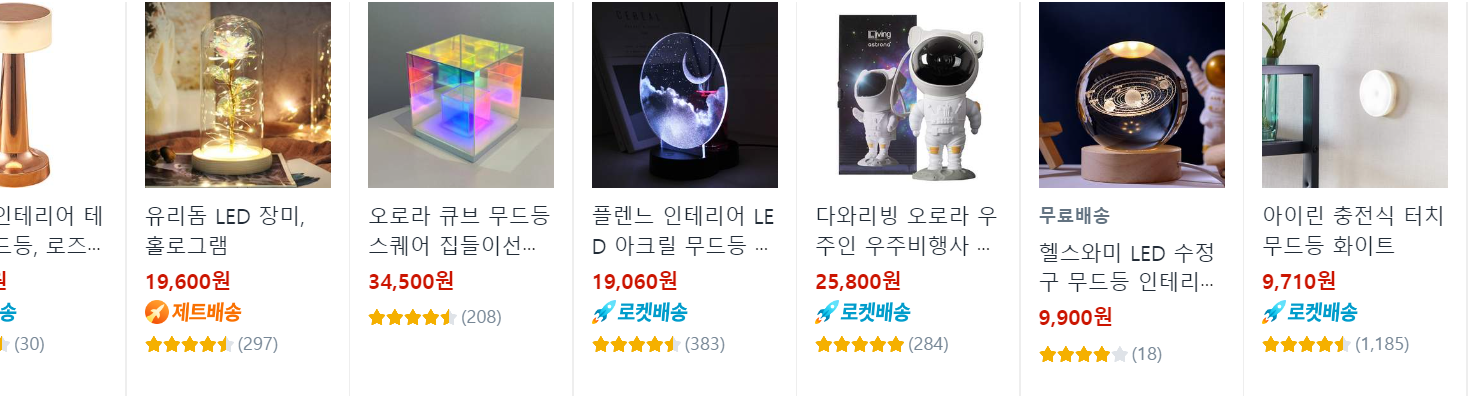 인테리어 테
드등, 로즈...
원
송
(30)
유리돔 LED 장미,
홀로그램
19,600원
제트배송
(297)
오로라 큐브 무드등
스퀘어 집들이선...
34,500원
(208)
플렌느 인테리어 LE
D 아크릴 무드등 ...
19,060원
로켓배송
(383)
Living
astrono
다와리빙 오로라 우
주인 우주비행사 ...
25,800원
로켓배송
(284)
무료배송
헬스와미 LED 수정
구 무드등 인테리...
9,900원
(18)
아이린 충전식 터치
무드등 화이트
9,710원
로켓배송
(1,185)